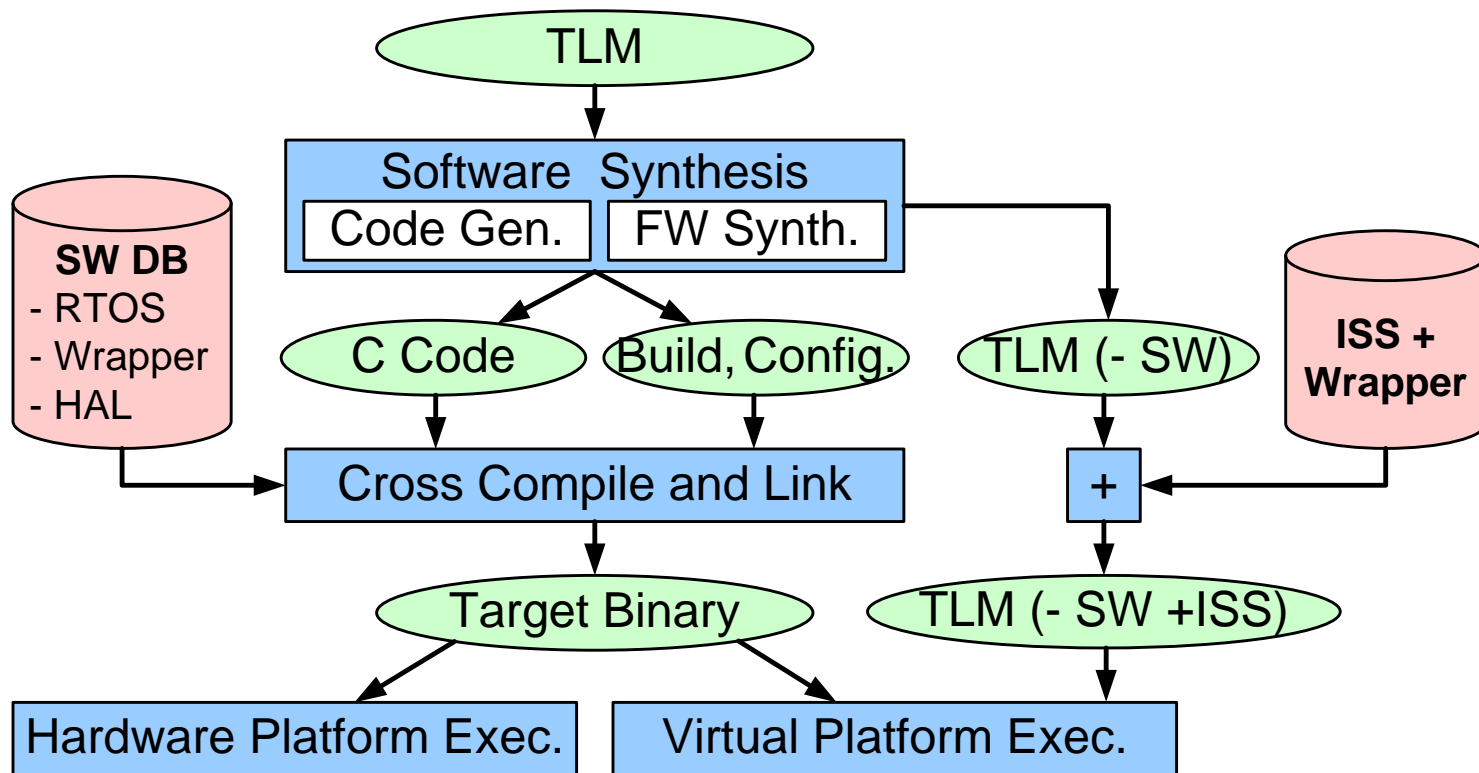 TLM
Software Synthesis
Code Gen.
FW Synth.
SW DB
- RTOS
- Wrapper
- HAL
C Code
Build, Config.
TLM (- SW)
ISS +
Wrapper
Cross Compile and Link
+
Target Binary
TLM (- SW +ISS)
Hardware Platform Exec.
Virtual Platform Exec.